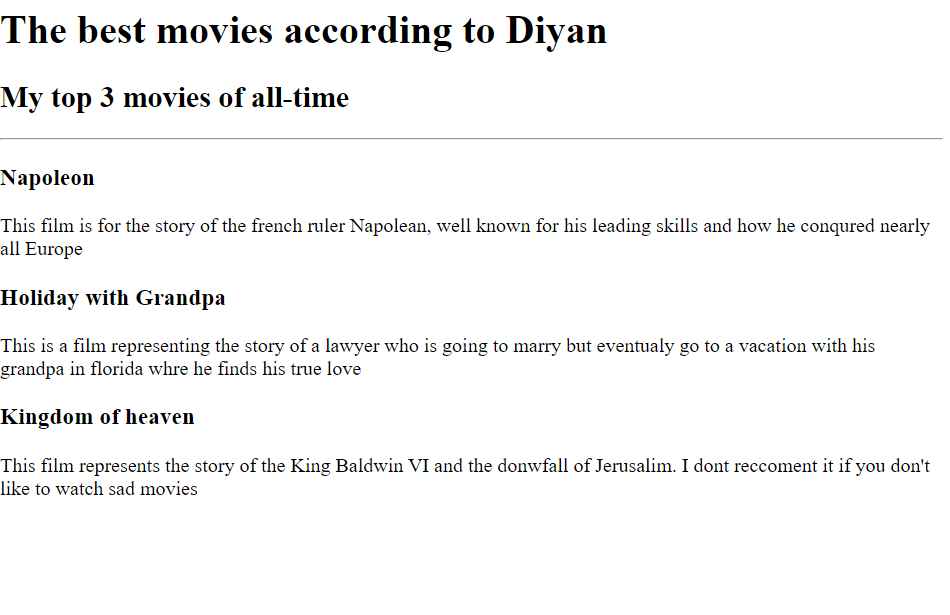 The best movies according to Diyan
My top 3 movies of all-time
Napoleon
This film is for the story of the french ruler Napolean, well known for his leading skills and how he conqured nearly
all Europe
Holiday with Grandpa
This is a film representing the story of a lawyer who is going to marry but eventualy go to a vacation with his
grandpa in florida whre he finds his true love
Kingdom of heaven
This film represents the story of the King Baldwin VI and the donwfall of Jerusalim. I dont reccoment it if you don't
like to watch sad movies